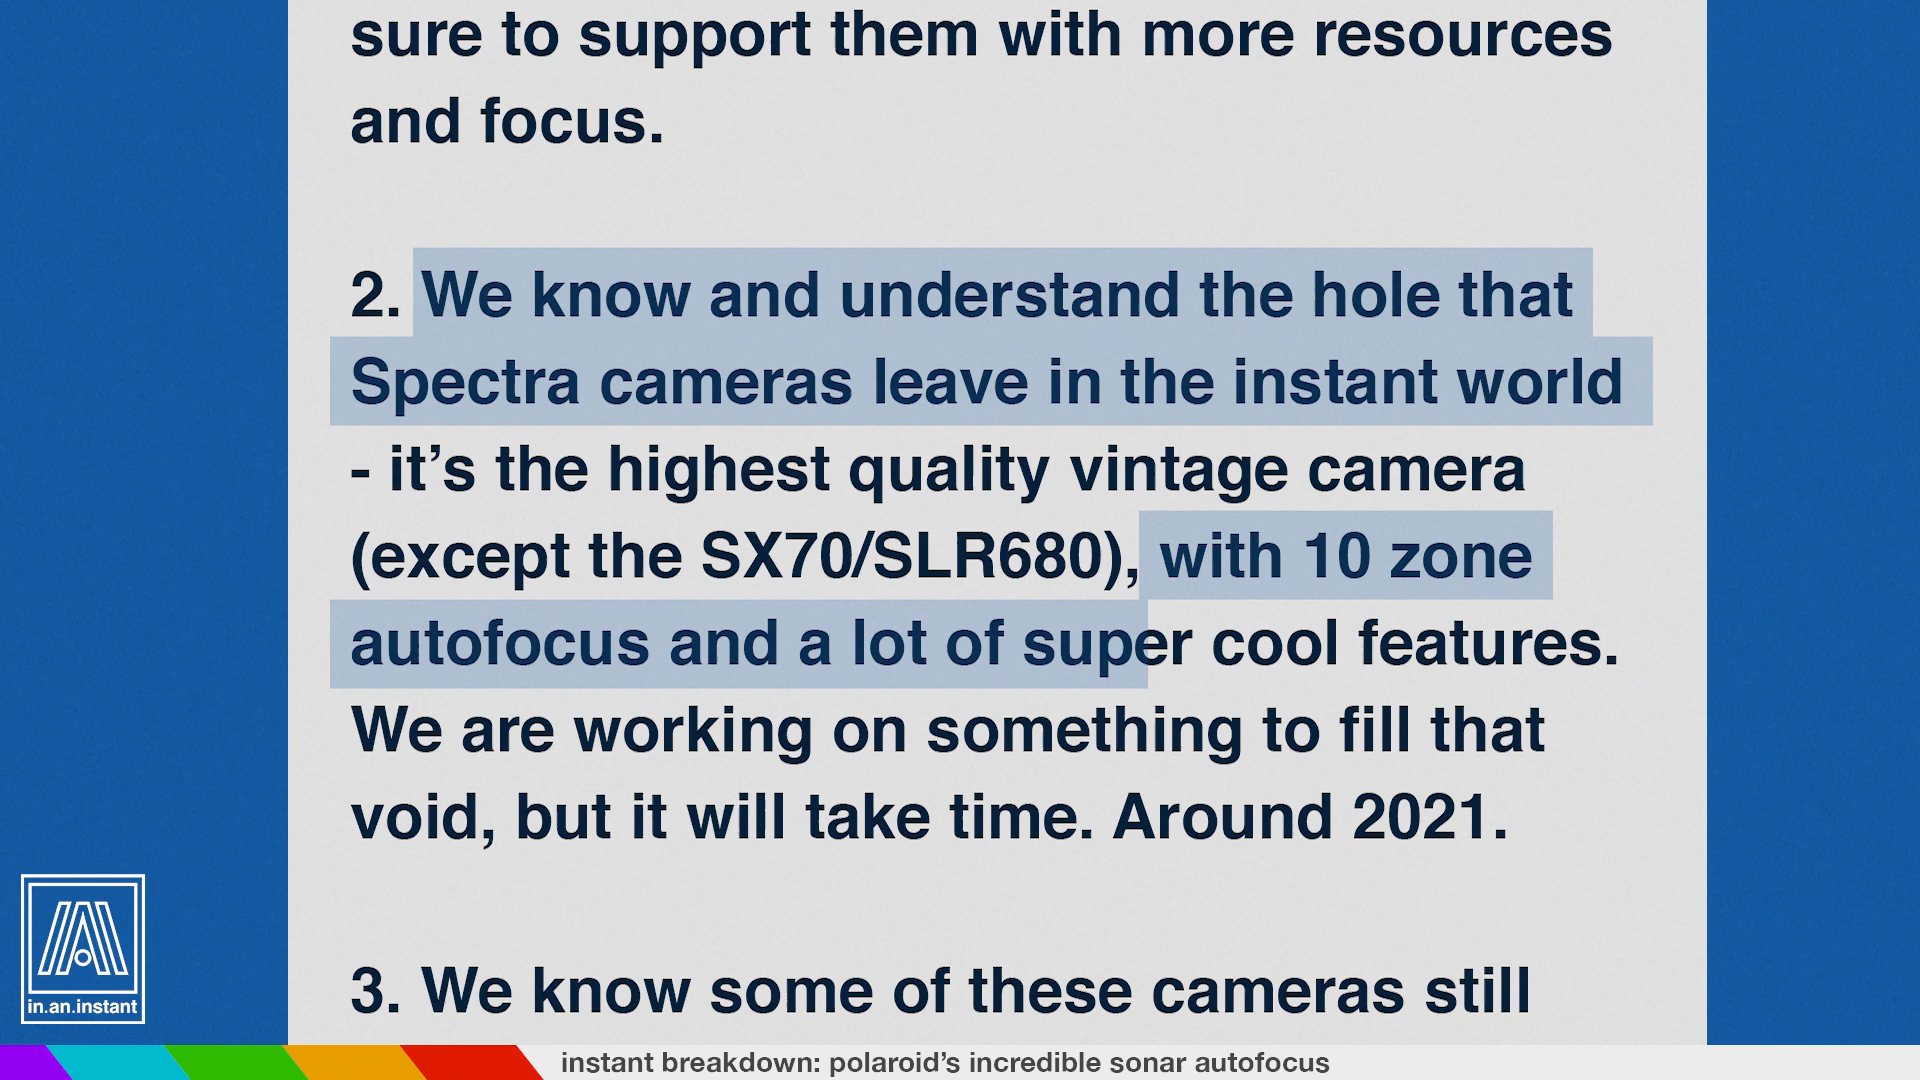 sure to support them with more resources
and focus.
2. We know and understand the hole that
Spectra cameras leave in the instant world
- it’s the highest quality vintage camera
(except the SX70/SLR680), with 10 zone
autofocus and a lot of super cool features.
We are working on something to fill that
void, but it will take time. Around 2021.
3. We know some of these cameras still
in.an.instant
instant breakdown: polaroid’s incredible sonar autofocus